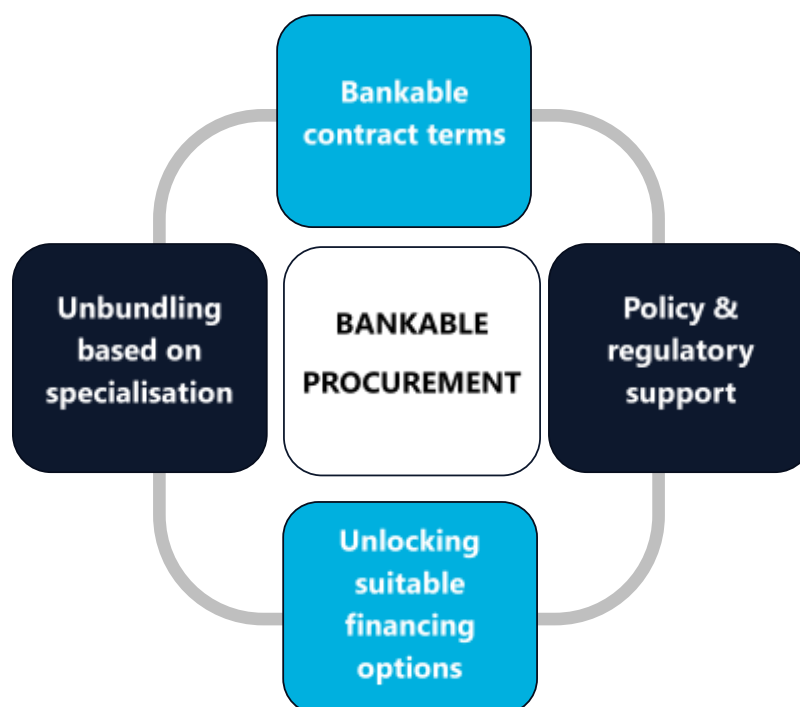 Bankable
contract terms
Unbundling
based on
specialisation
BANKABLE
PROCUREMENT
Policy &
regulatory
support
Unlocking
suitable
financing
options